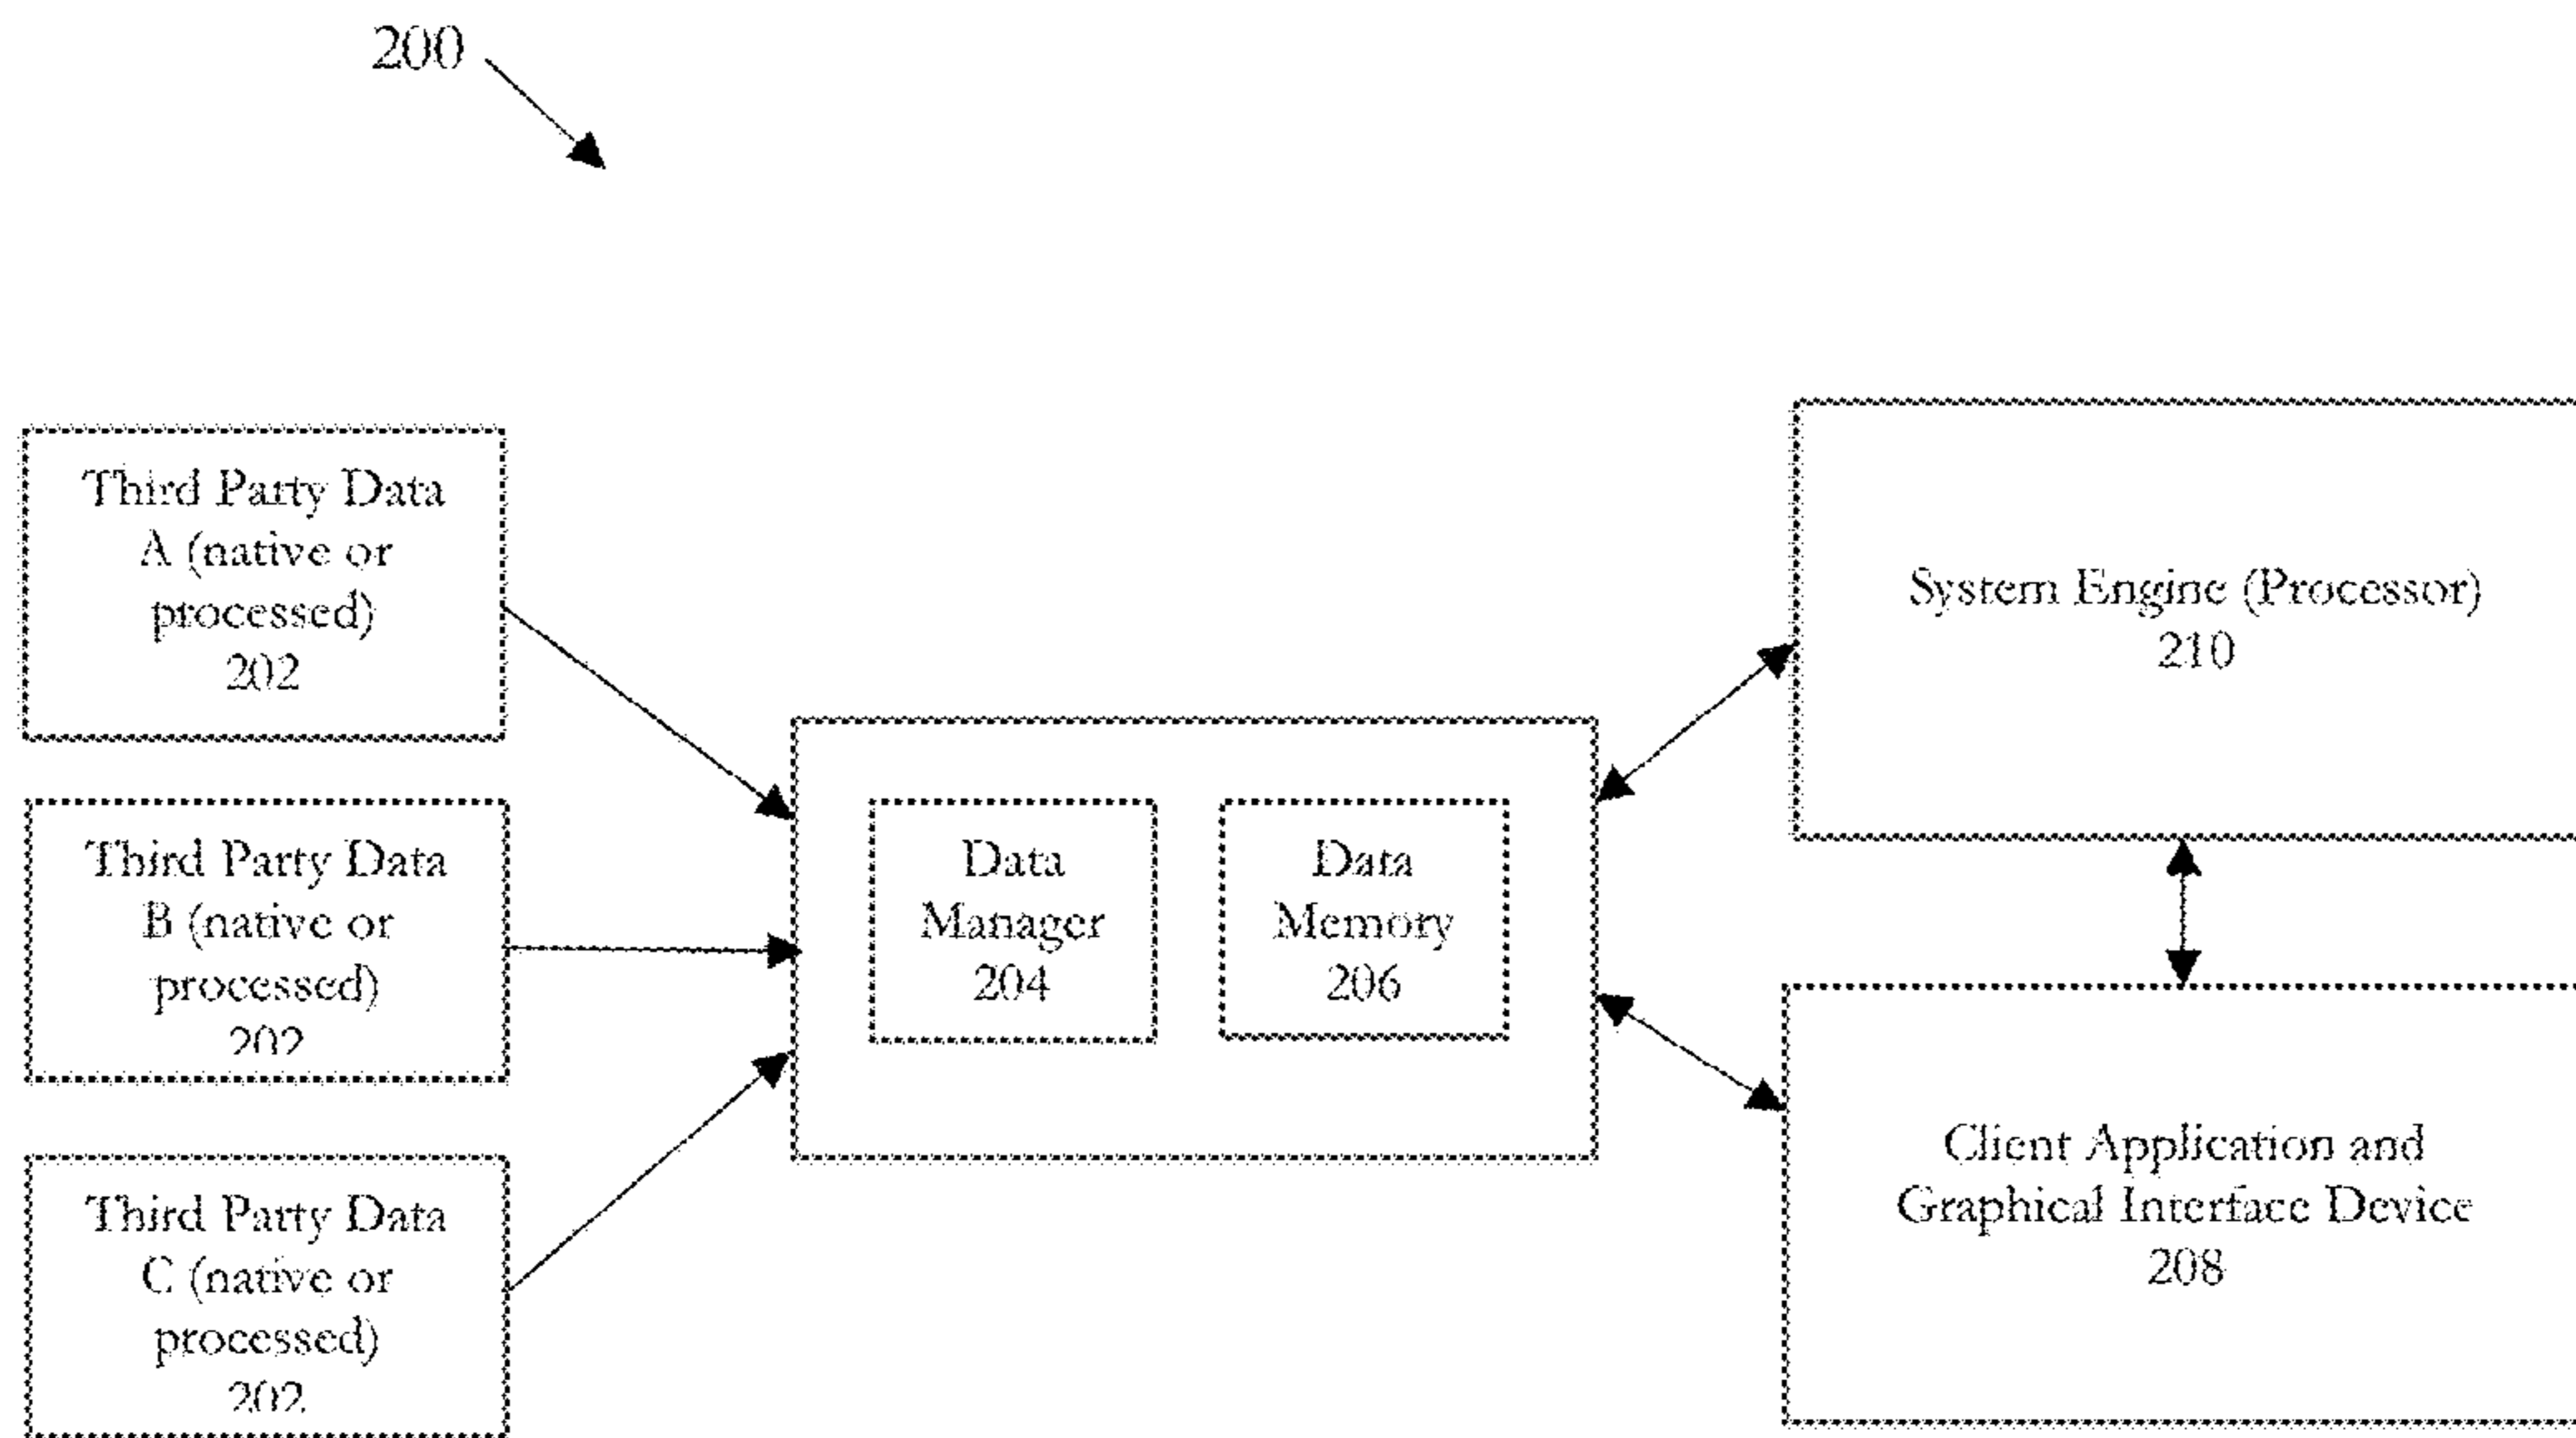 200
Third Party Data
A (native or
processed)
202
Third Party Data
B (native or
processed)
202
Third Party Data
C (native or
processed)
202
Data
Manager
204
Data
Memory
206
System Engine (Processor)
210
Client Application and
Graphical Interface Device
208